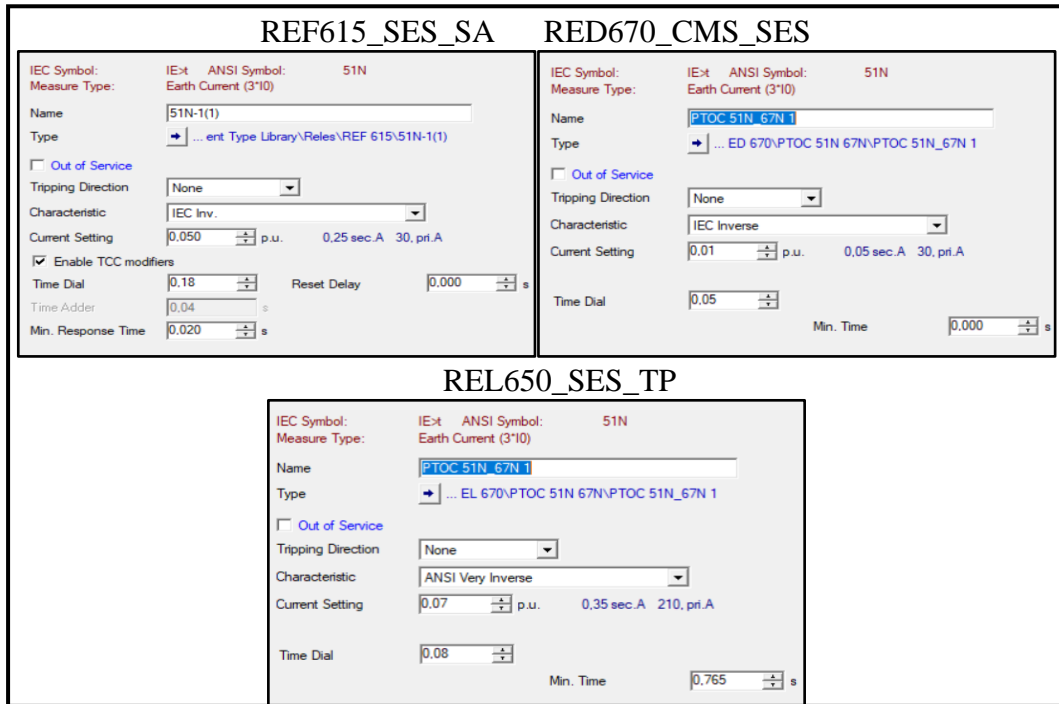 REF615_SES_SA
IEC Symbol: IE>t ANSI Symbol: 51N
Measure Type: Earth Current (3*I0)
Name 51N-1(1)
Type ... ent Type Library\Reles\REF 615\51N-1(1)
Out of Service
Tripping Direction None
Characteristic IEC Inv.
Current Setting 0,050 p.u. 0,25 sec.A 30, pri.A
Enable TCC modifiers
Time Dial 0,18 Reset Delay 0,000 s
Time Adder 0,04 s
Min. Response Time 0,020 s
RED670_CMS_SES
IEC Symbol: IE>t ANSI Symbol: 51N
Measure Type: Earth Current (3*I0)
Name PTOC 51N_67N 1
Type ... ED 670\PTOC 51N 67N\PTOC 51N_67N 1
Out of Service
Tripping Direction None
Characteristic IEC Inverse
Current Setting 0,01 p.u. 0,05 sec.A 30, pri.A
Time Dial 0,05
Min. Time 0,000 s
REL650_SES_TP
IEC Symbol: IE>t ANSI Symbol: 51N
Measure Type: Earth Current (3*I0)
Name PTOC 51N_67N 1
Type ... EL 670\PTOC 51N 67N\PTOC 51N_67N 1
Out of Service
Tripping Direction None
Characteristic ANSI Very Inverse
Current Setting 0,07 p.u. 0,35 sec.A 210, pri.A
Time Dial 0,08
Min. Time 0,765 s